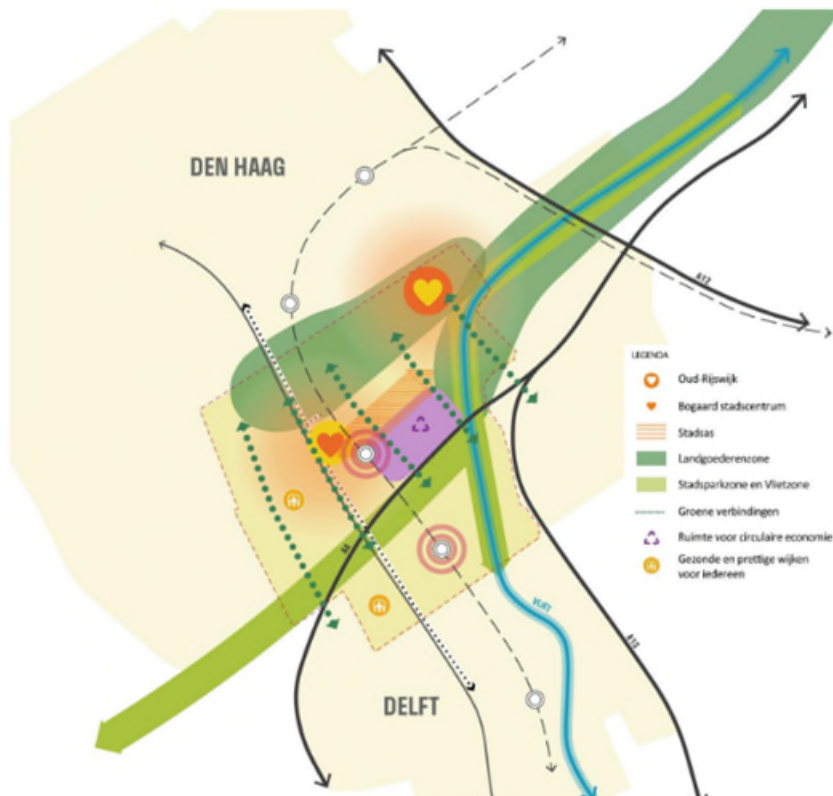 DEN HAAG
A12
LEGENDA
Oud-Rijswijk
Bogaard stadscentrum
Stadsas
Landgoederenzone
Stadsparkzone en Vlietzone
Groene verbindingen
Ruimte voor circulaire economie
Gezonde en prettige wijken
voor iedereen
A4
VLIET
A13
DELFT